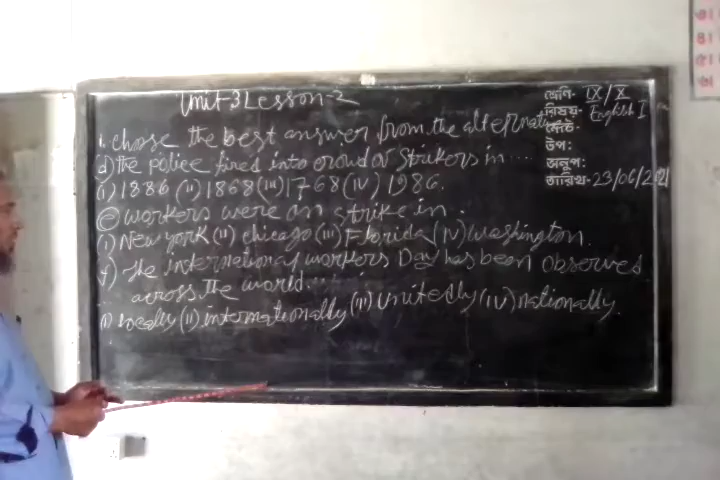 Unit 3 Lesson-2
শ্রেণি- IX/X
বিষয়- English I
1. choose the best answer from the alternat
d) the police fired into crowd of strikers in ...
উপ:
অনুপ:
(i) 1886 (ii) 1868 (iii) 1768 (iv) 1986.
তারিখ- 23/06/2021
(e) workers were on strike in.
(i) New york (ii) chicago (iii) Florida (iv) washington.
f) The international workers Day has been observed
across the world.....
(i) locally (ii) internationally (iii) unitedly (iv) nationally.